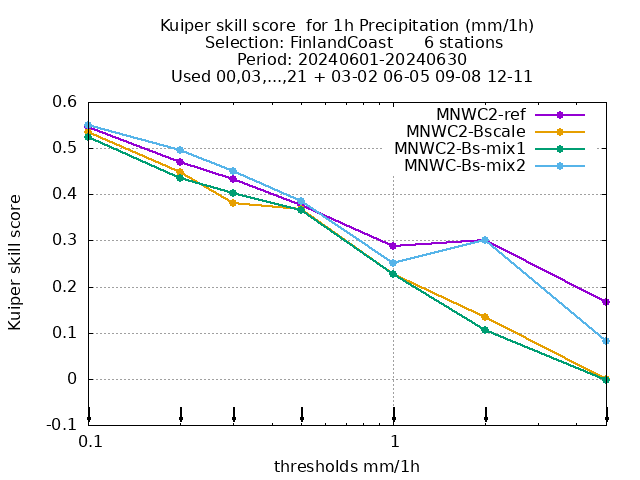 Kuiper skill score  for 1h Precipitation (mm/1h)
Selection: FinlandCoast      6 stations
Period: 20240601-20240630
Used 00,03,...,21 + 03-02 06-05 09-08 12-11
MNWC2-ref
MNWC2-Bscale
MNWC2-Bs-mix1
MNWC-Bs-mix2
Kuiper skill score
0.6
0.5
0.4
0.3
0.2
0.1
0
-0.1
0.1 1
thresholds mm/1h